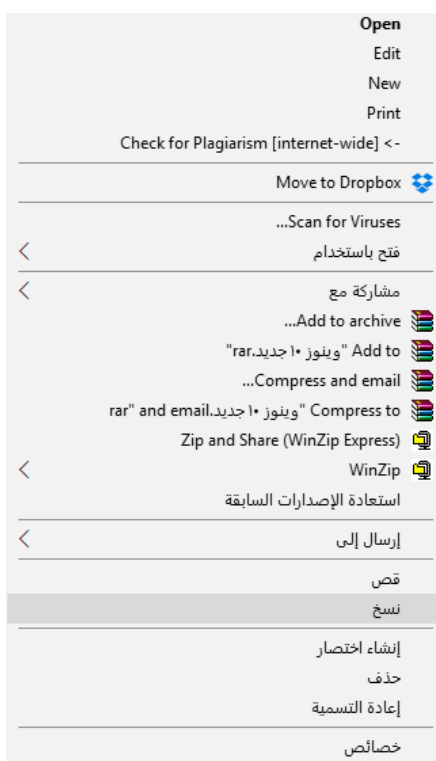 Open
Edit
New
Print
Check for Plagiarism [internet-wide] <-
Move to Dropbox
...Scan for Viruses
فتح باستخدام
مشاركة مع
...Add to archive
"rar.وينوز ١٠ جديد" Add to
...Compress and email
rar" and email.وينوز ١٠ جديد" Compress to
Zip and Share (WinZip Express)
WinZip
استعادة الإصدارات السابقة
إرسال إلى
قص
نسخ
إنشاء اختصار
حذف
إعادة التسمية
خصائص